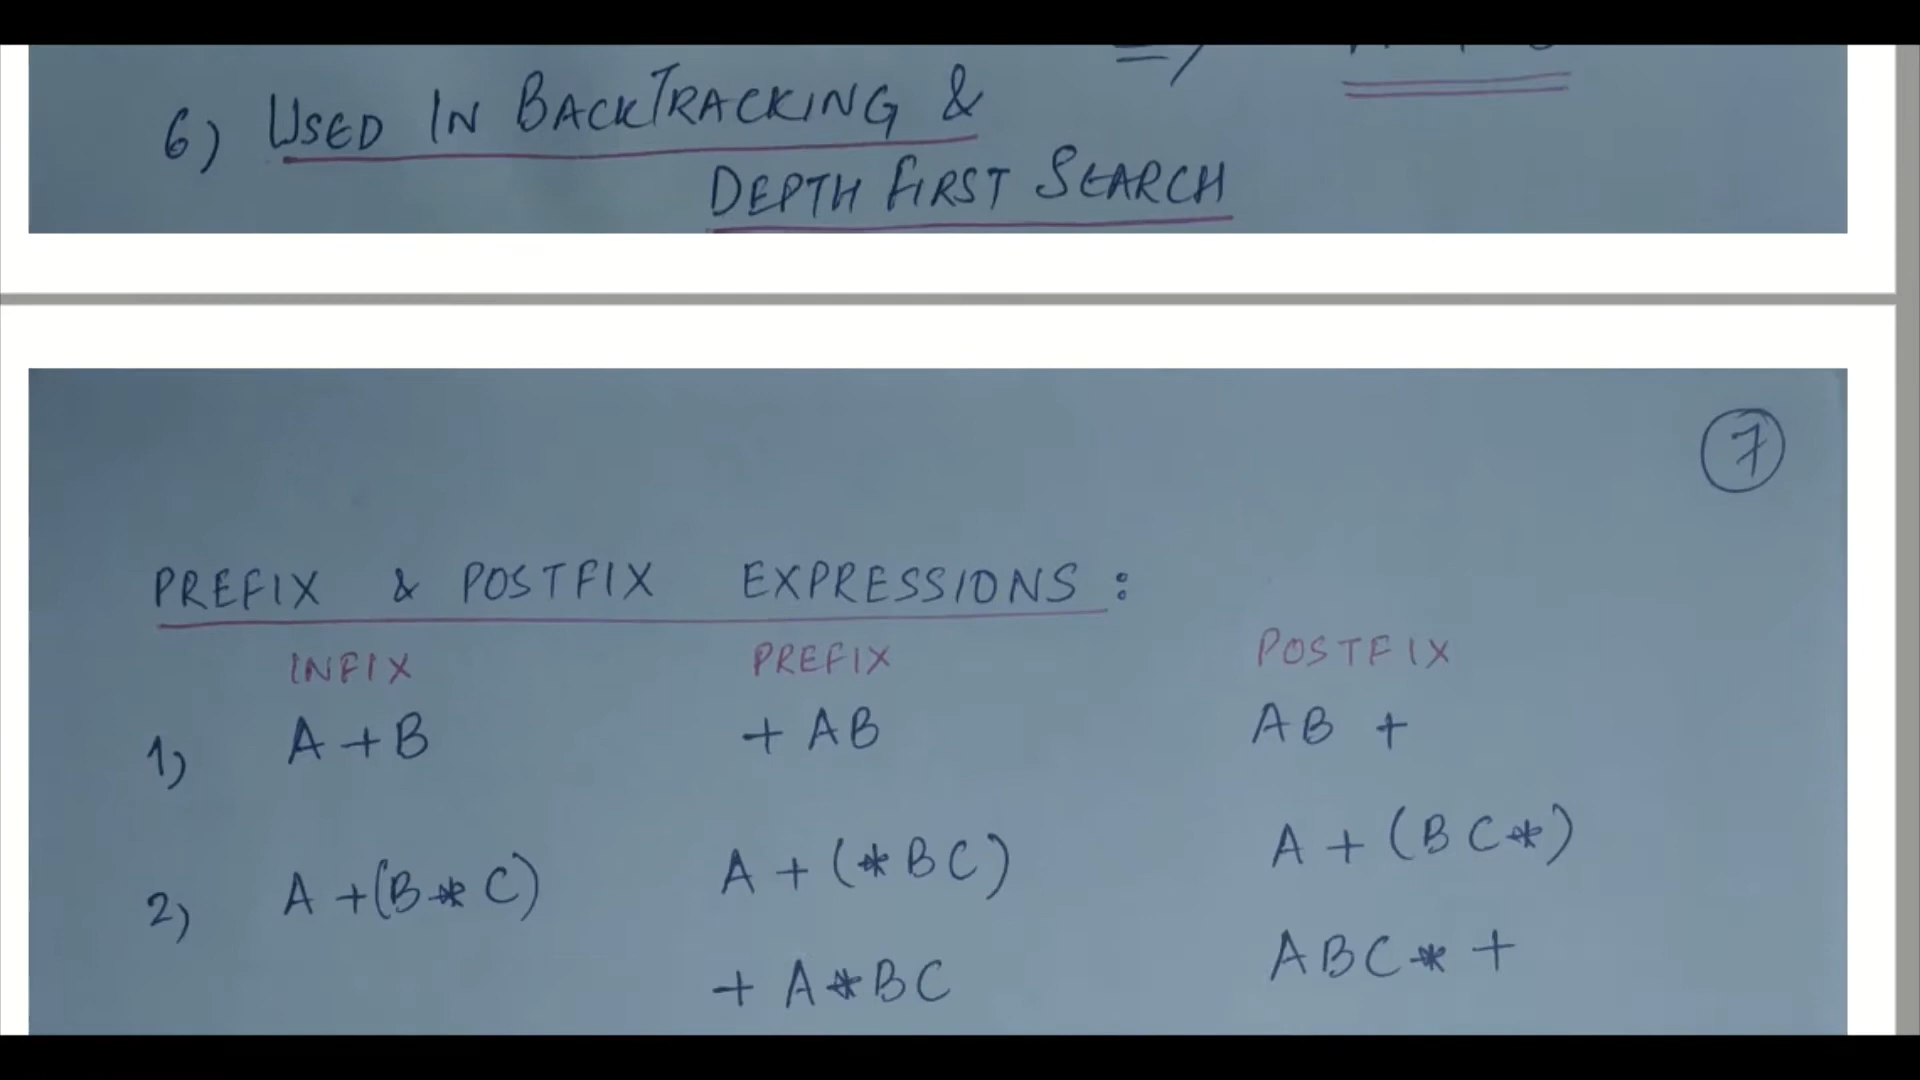 6) USED IN BACKTRACKING &
DEPTH FIRST SEARCH
7
PREFIX & POSTFIX EXPRESSIONS :
INFIX PREFIX POSTFIX
1) A + B + AB AB +
2) A + (B * C) A + (* BC) A + (BC*)
+ A * BC ABC * +